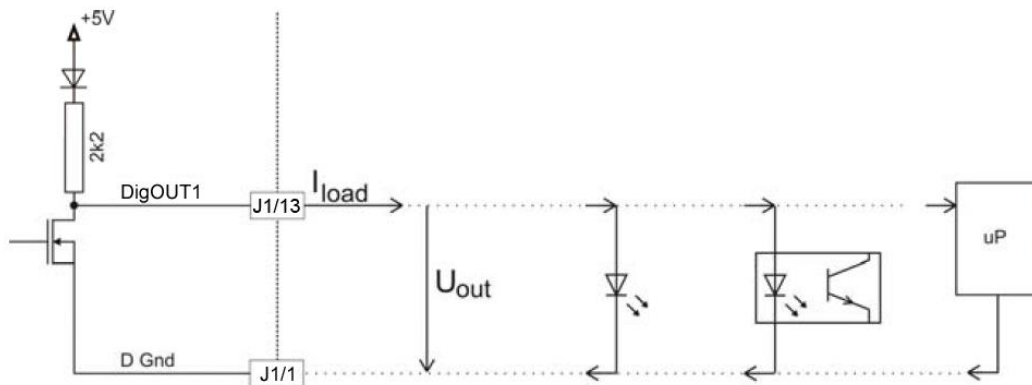 +5V
2k2
DigOUT1
J1/13
Iload
uP
Uout
D Gnd
J1/1